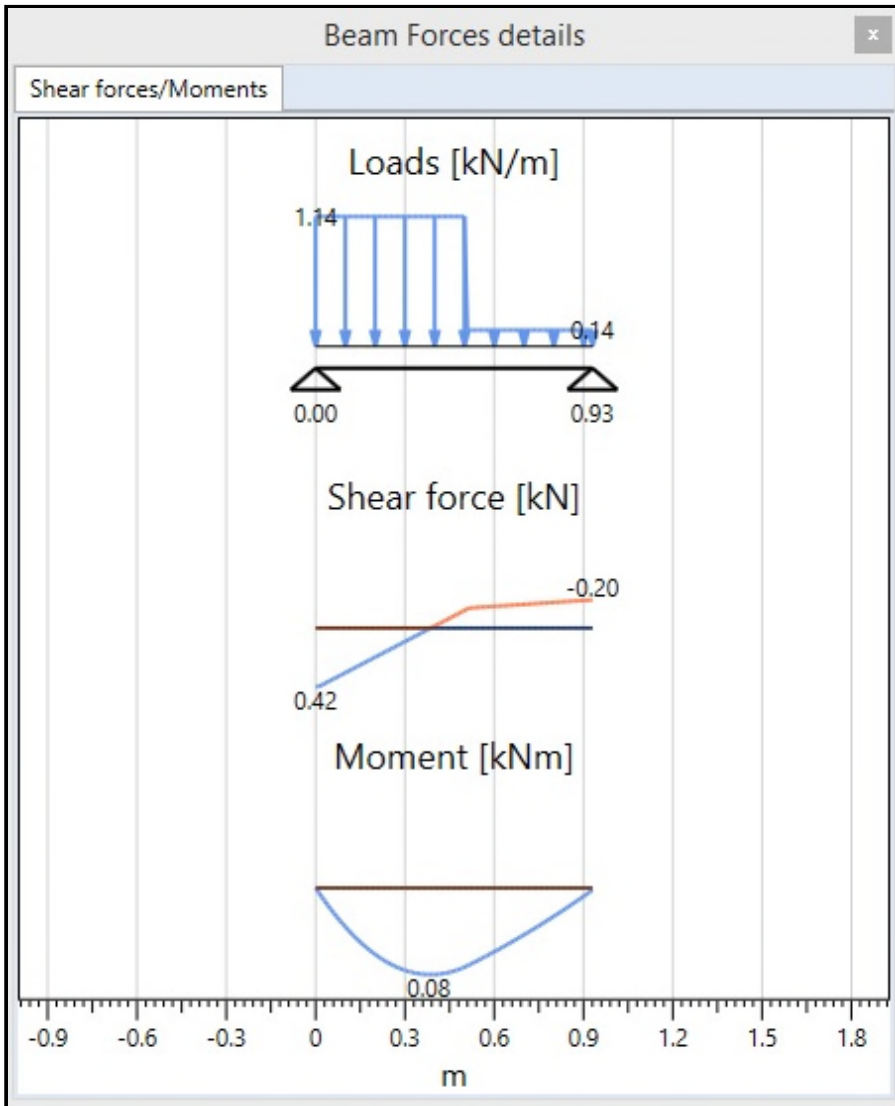 Beam Forces details
x
Shear forces/Moments
Loads [kN/m]
1.14
0.14
0.00 0.93
Shear force [kN]
-0.20
0.42
Moment [kNm]
0.08
-0.9 -0.6 -0.3 0 0.3 0.6 0.9 1.2 1.5 1.8
m